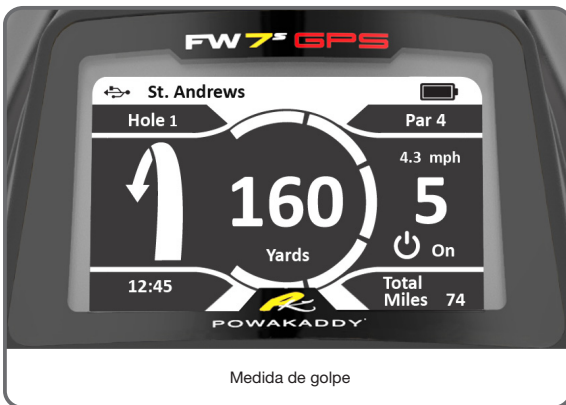 FW7s GPS
St. Andrews
Hole 1
Par 4
4.3 mph
160
5
Yards
On
12:45
Total
Miles 74
POWAKADDY
Medida de golpe